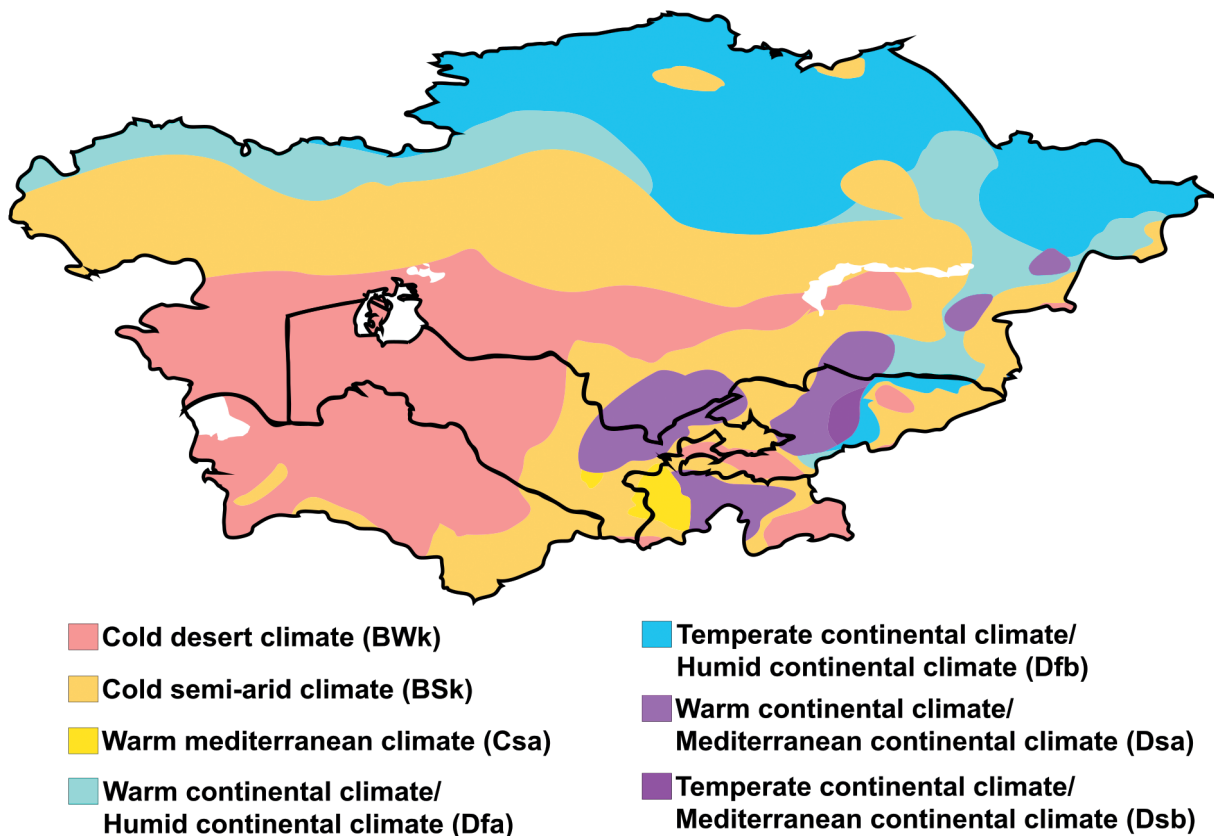 Cold desert climate (BWk)
Cold semi-arid climate (BSk)
Warm mediterranean climate (Csa)
Warm continental climate/
Humid continental climate (Dfa)
Temperate continental climate/
Humid continental climate (Dfb)
Warm continental climate/
Mediterranean continental climate (Dsa)
Temperate continental climate/
Mediterranean continental climate (Dsb)